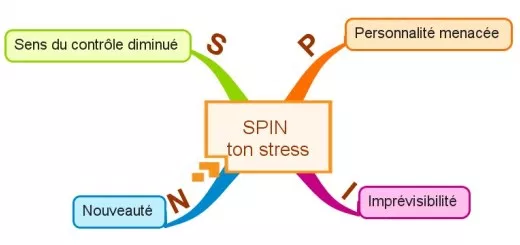 Sens du contrôle diminué
S
P
Personnalité menacée
SPIN
ton stress
Nouveauté
N
I
Imprévisibilité